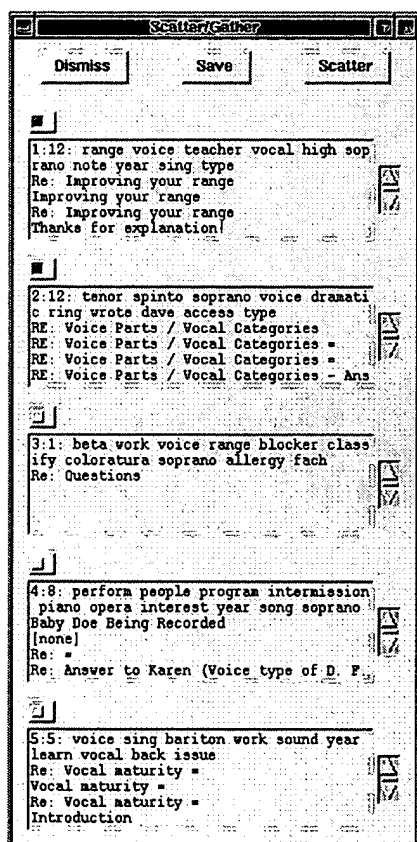 Scatter/Gather
Dismiss Save Scatter
1:12: range voice teacher vocal high sop
rano note year sing type
Re: Improving your range
Improving your range
Re: Improving your range
Thanks for explanation!
2:12: tenor spinto soprano voice dramati
c ring wrote dave access type
RE: Voice Parts / Vocal Categories
RE: Voice Parts / Vocal Categories =
RE: Voice Parts / Vocal Categories =
RE: Voice Parts / Vocal Categories - Ans
3:1: beta work voice range blocker class
ify coloratura soprano allergy fach
Re: Questions
4:8: perform people program intermission
piano opera interest year song soprano
Baby Doe Being Recorded
[none]
Re: =
Re: Answer to Karen (Voice type of D. F.
5:5: voice sing bariton work sound year
learn vocal back issue
Re: Vocal maturity =
Vocal maturity =
Re: Vocal maturity =
Introduction